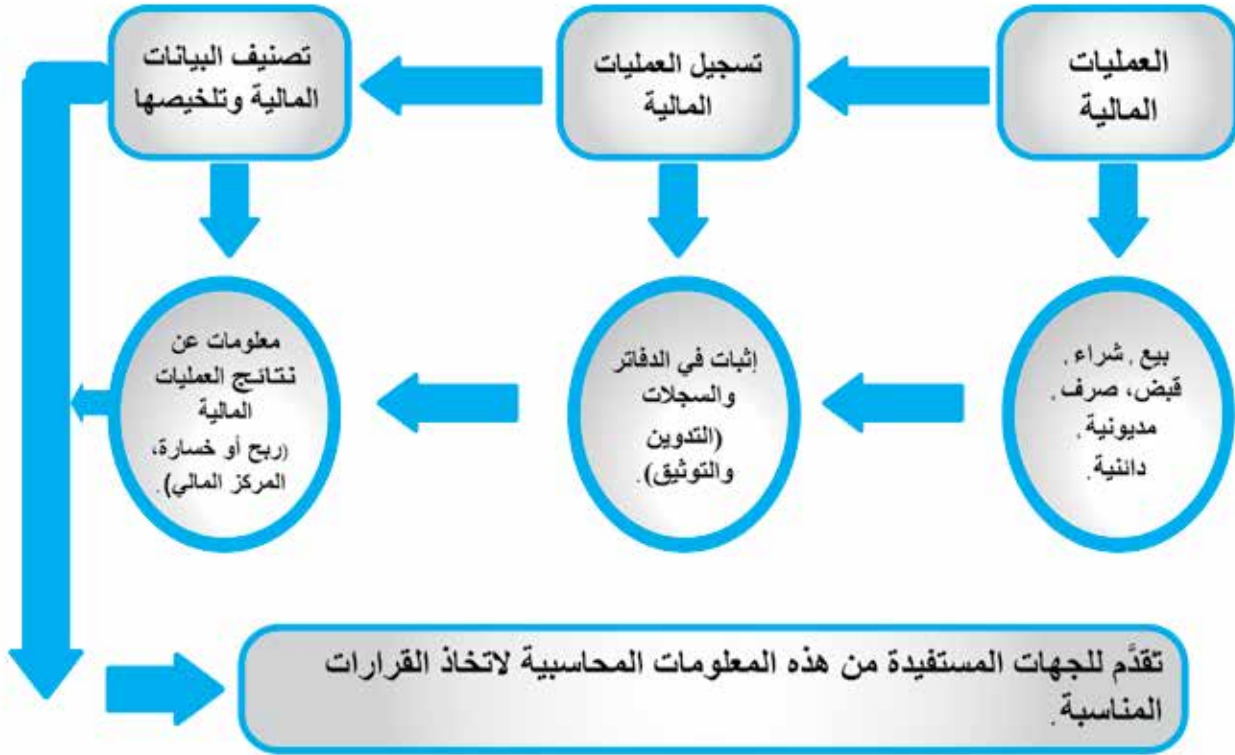 العمليات
المالية
تسجيل العمليات
المالية
تصنيف البيانات
المالية وتلخيصها
بيع , شراء ,
قبض، صرف ,
مديونية,
دائنية.
إثبات في الدفاتر
والسجلات
(التدوين
والتوثيق).
معلومات عن
نتائج العمليات
المالية
(ربح أو خسارة،
المركز المالي).
تقدَّم للجهات المستفيدة من هذه المعلومات المحاسبية لاتخاذ القرارات
المناسبة.